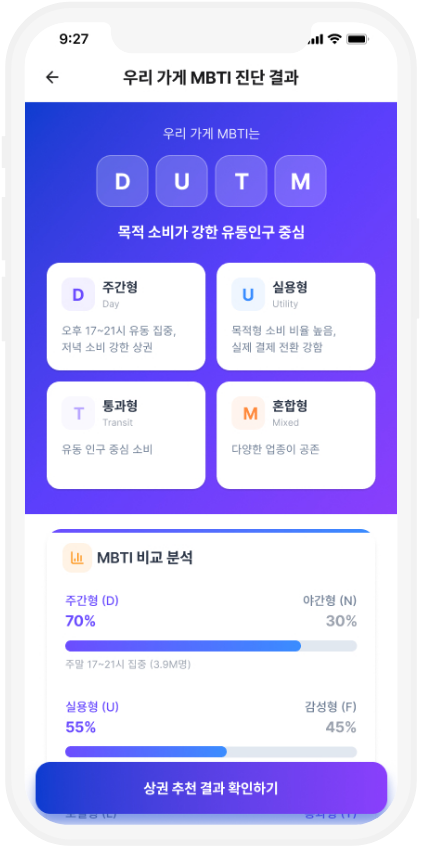 9:27
우리 가게 MBTI 진단 결과
우리 가게 MBTI는
D U T M
목적 소비가 강한 유동인구 중심
D 주간형
Day
오후 17~21시 유동 집중,
저녁 소비 강한 상권
U 실용형
Utility
목적형 소비 비율 높음,
실제 결제 전환 강함
T 통과형
Transit
유동 인구 중심 소비
M 혼합형
Mixed
다양한 업종이 공존
MBTI 비교 분석
주간형 (D) 야간형 (N)
70% 30%
주말 17~21시 집중 (3.9M명)
실용형 (U) 감성형 (F)
55% 45%
상권 추천 결과 확인하기